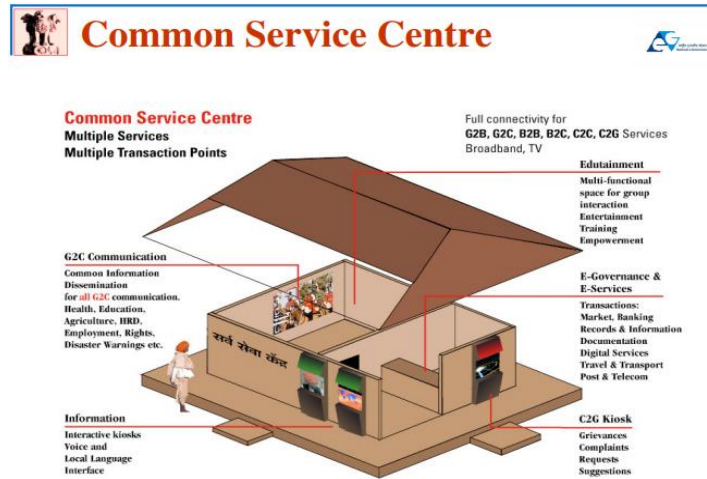 Common Service Centre
Common Service Centre
Multiple Services
Multiple Transaction Points
Full connectivity for
G2B, G2C, B2B, B2C, C2C, C2G Services
Broadband, TV
Edutainment
Multi-functional
space for group
interaction
Entertainment
Training
Empowerment
G2C Communication
Common Information
Dissemination
for all G2C communication.
Health, Education,
Agriculture, HRD,
Employment, Rights,
Disaster Warnings etc.
सर्व सेवा केंद्र
E-Governance &
E-Services
Transactions:
Market, Banking
Records & Information
Documentation
Digital Services
Travel & Transport
Post & Telecom
Information
Interactive kiosks
Voice and
Local Language
Interface
C2G Kiosk
Grievances
Complaints
Requests
Suggestions